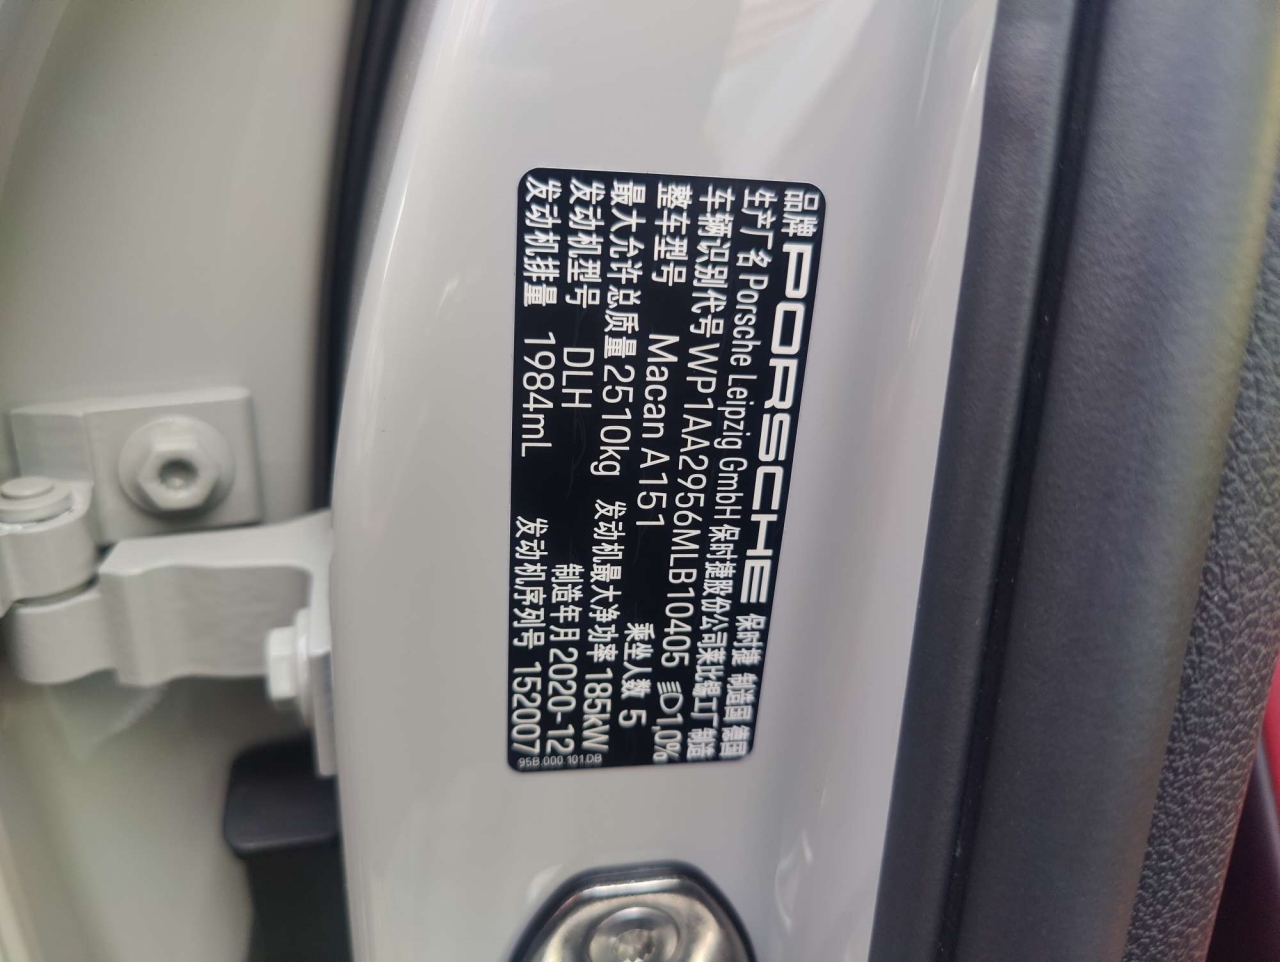 品牌 PORSCHE 保时捷 制造国 德国
生产厂名 Porsche Leipzig GmbH 保时捷股份公司莱比锡工厂 制造
车辆识别代号 WP1AA2956MLB10405 D1,0%
整车型号 Macan A151 乘坐人数 5
最大允许总质量 2510kg 发动机最大净功率 185kW
发动机型号 DLH 制造年月 2020-12
发动机排量 1984mL 发动机序列号 152007
95B.000.101.DB